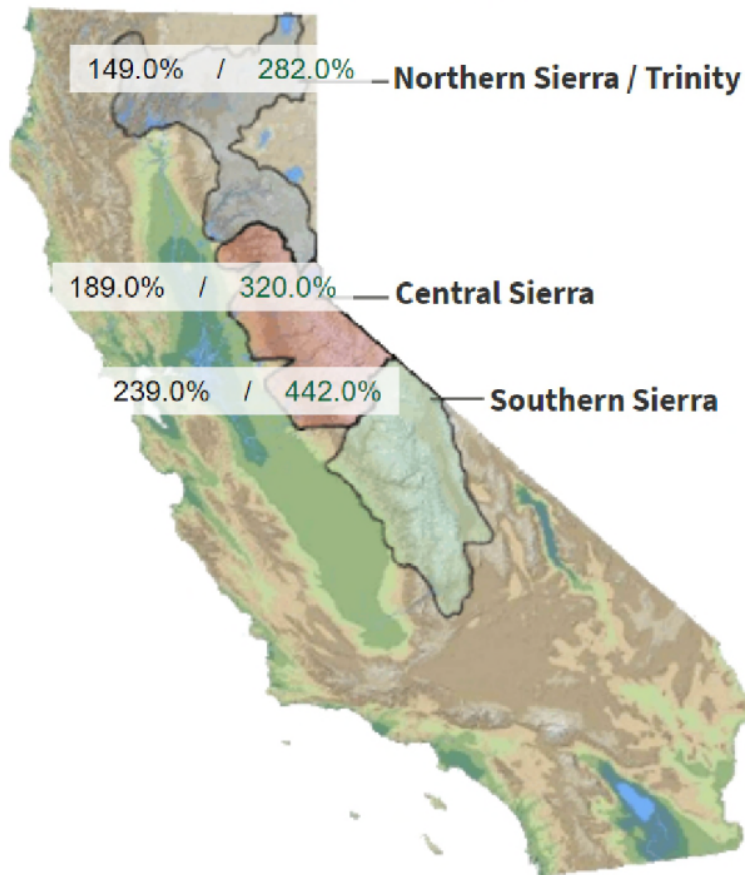 149.0% / 282.0% Northern Sierra / Trinity
189.0% / 320.0% Central Sierra
239.0% / 442.0% Southern Sierra